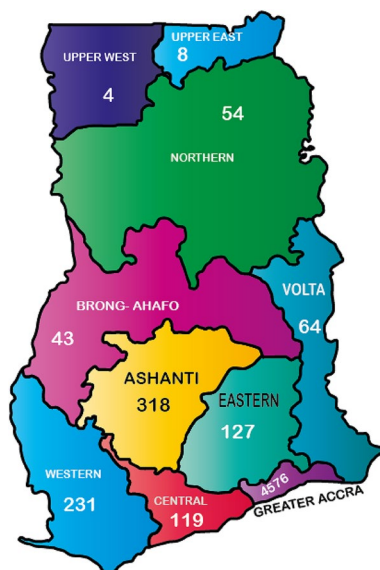 UPPER EAST
8
UPPER WEST
4
54
NORTHERN
VOLTA
64
BRONG- AHAFO
43
ASHANTI
318
EASTERN
127
WESTERN
231
CENTRAL
119
4576
GREATER ACCRA